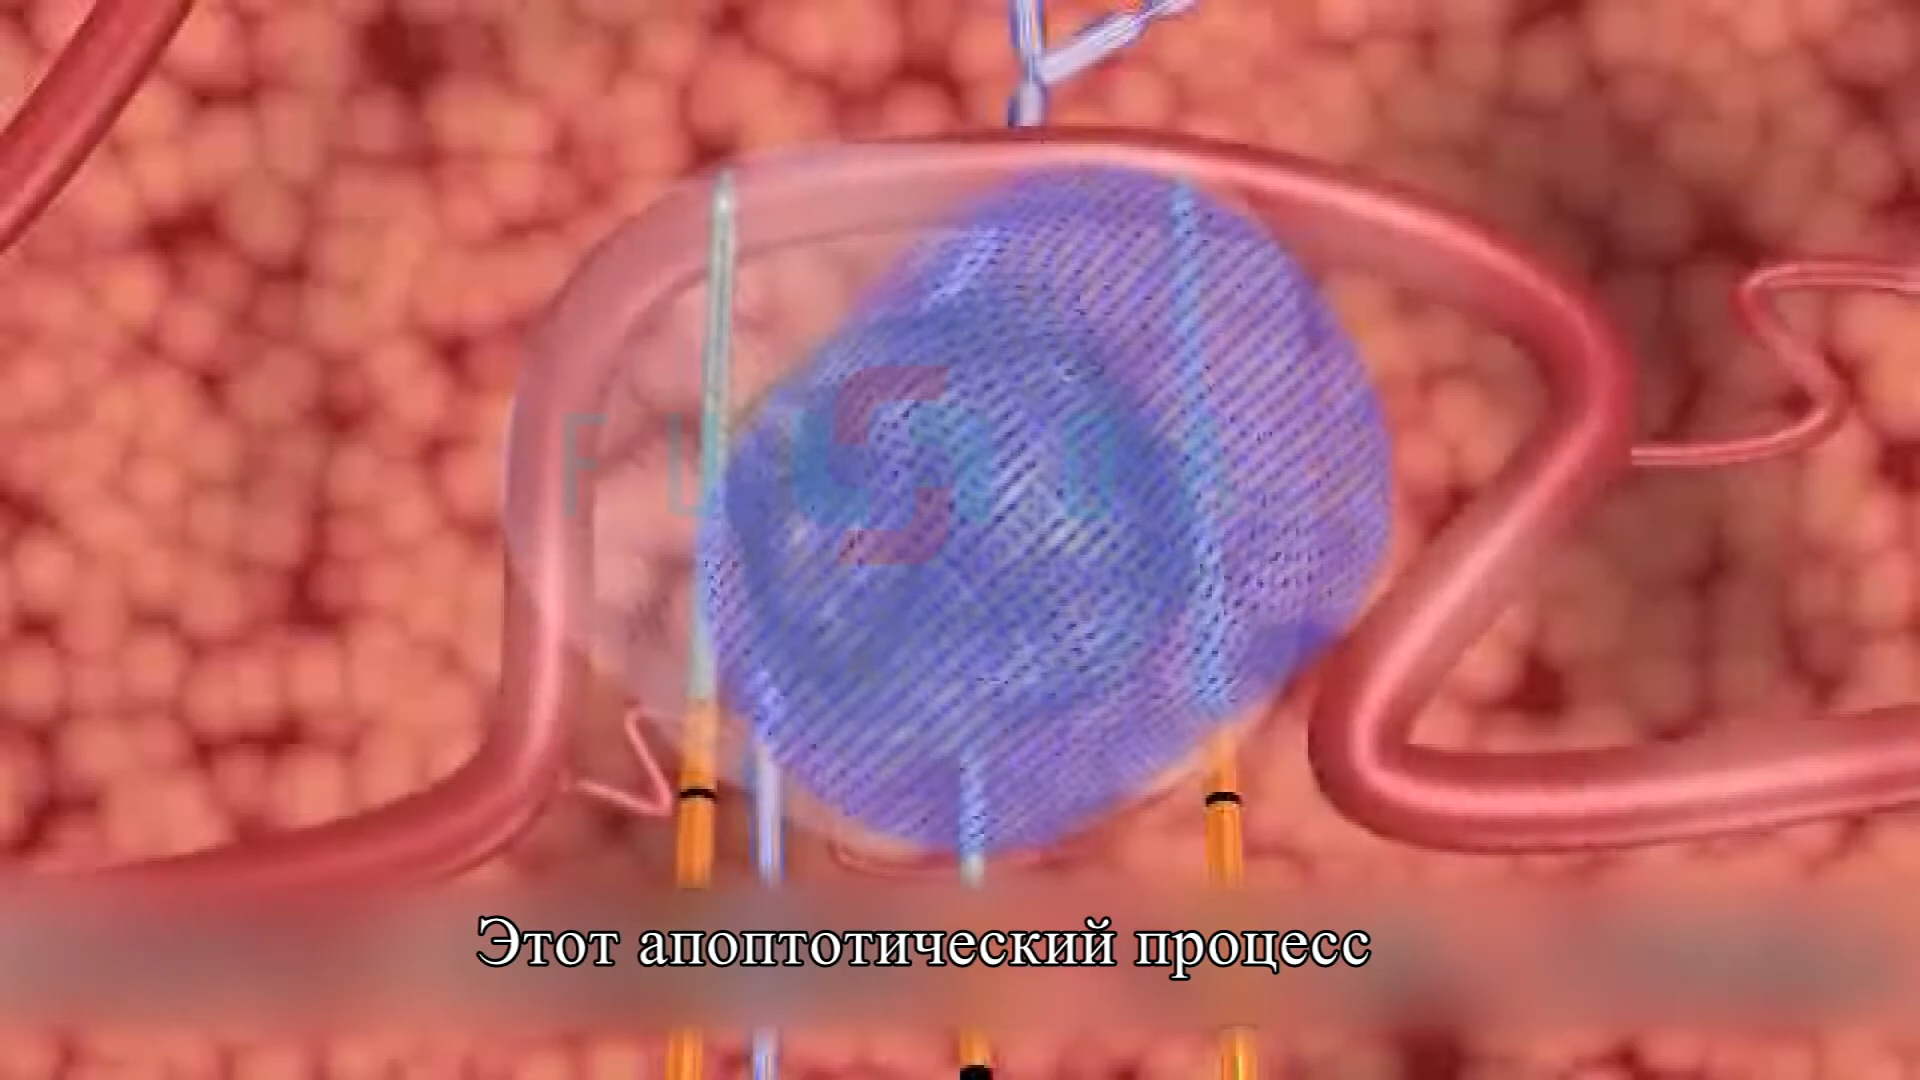 Этот апоптотический процесс